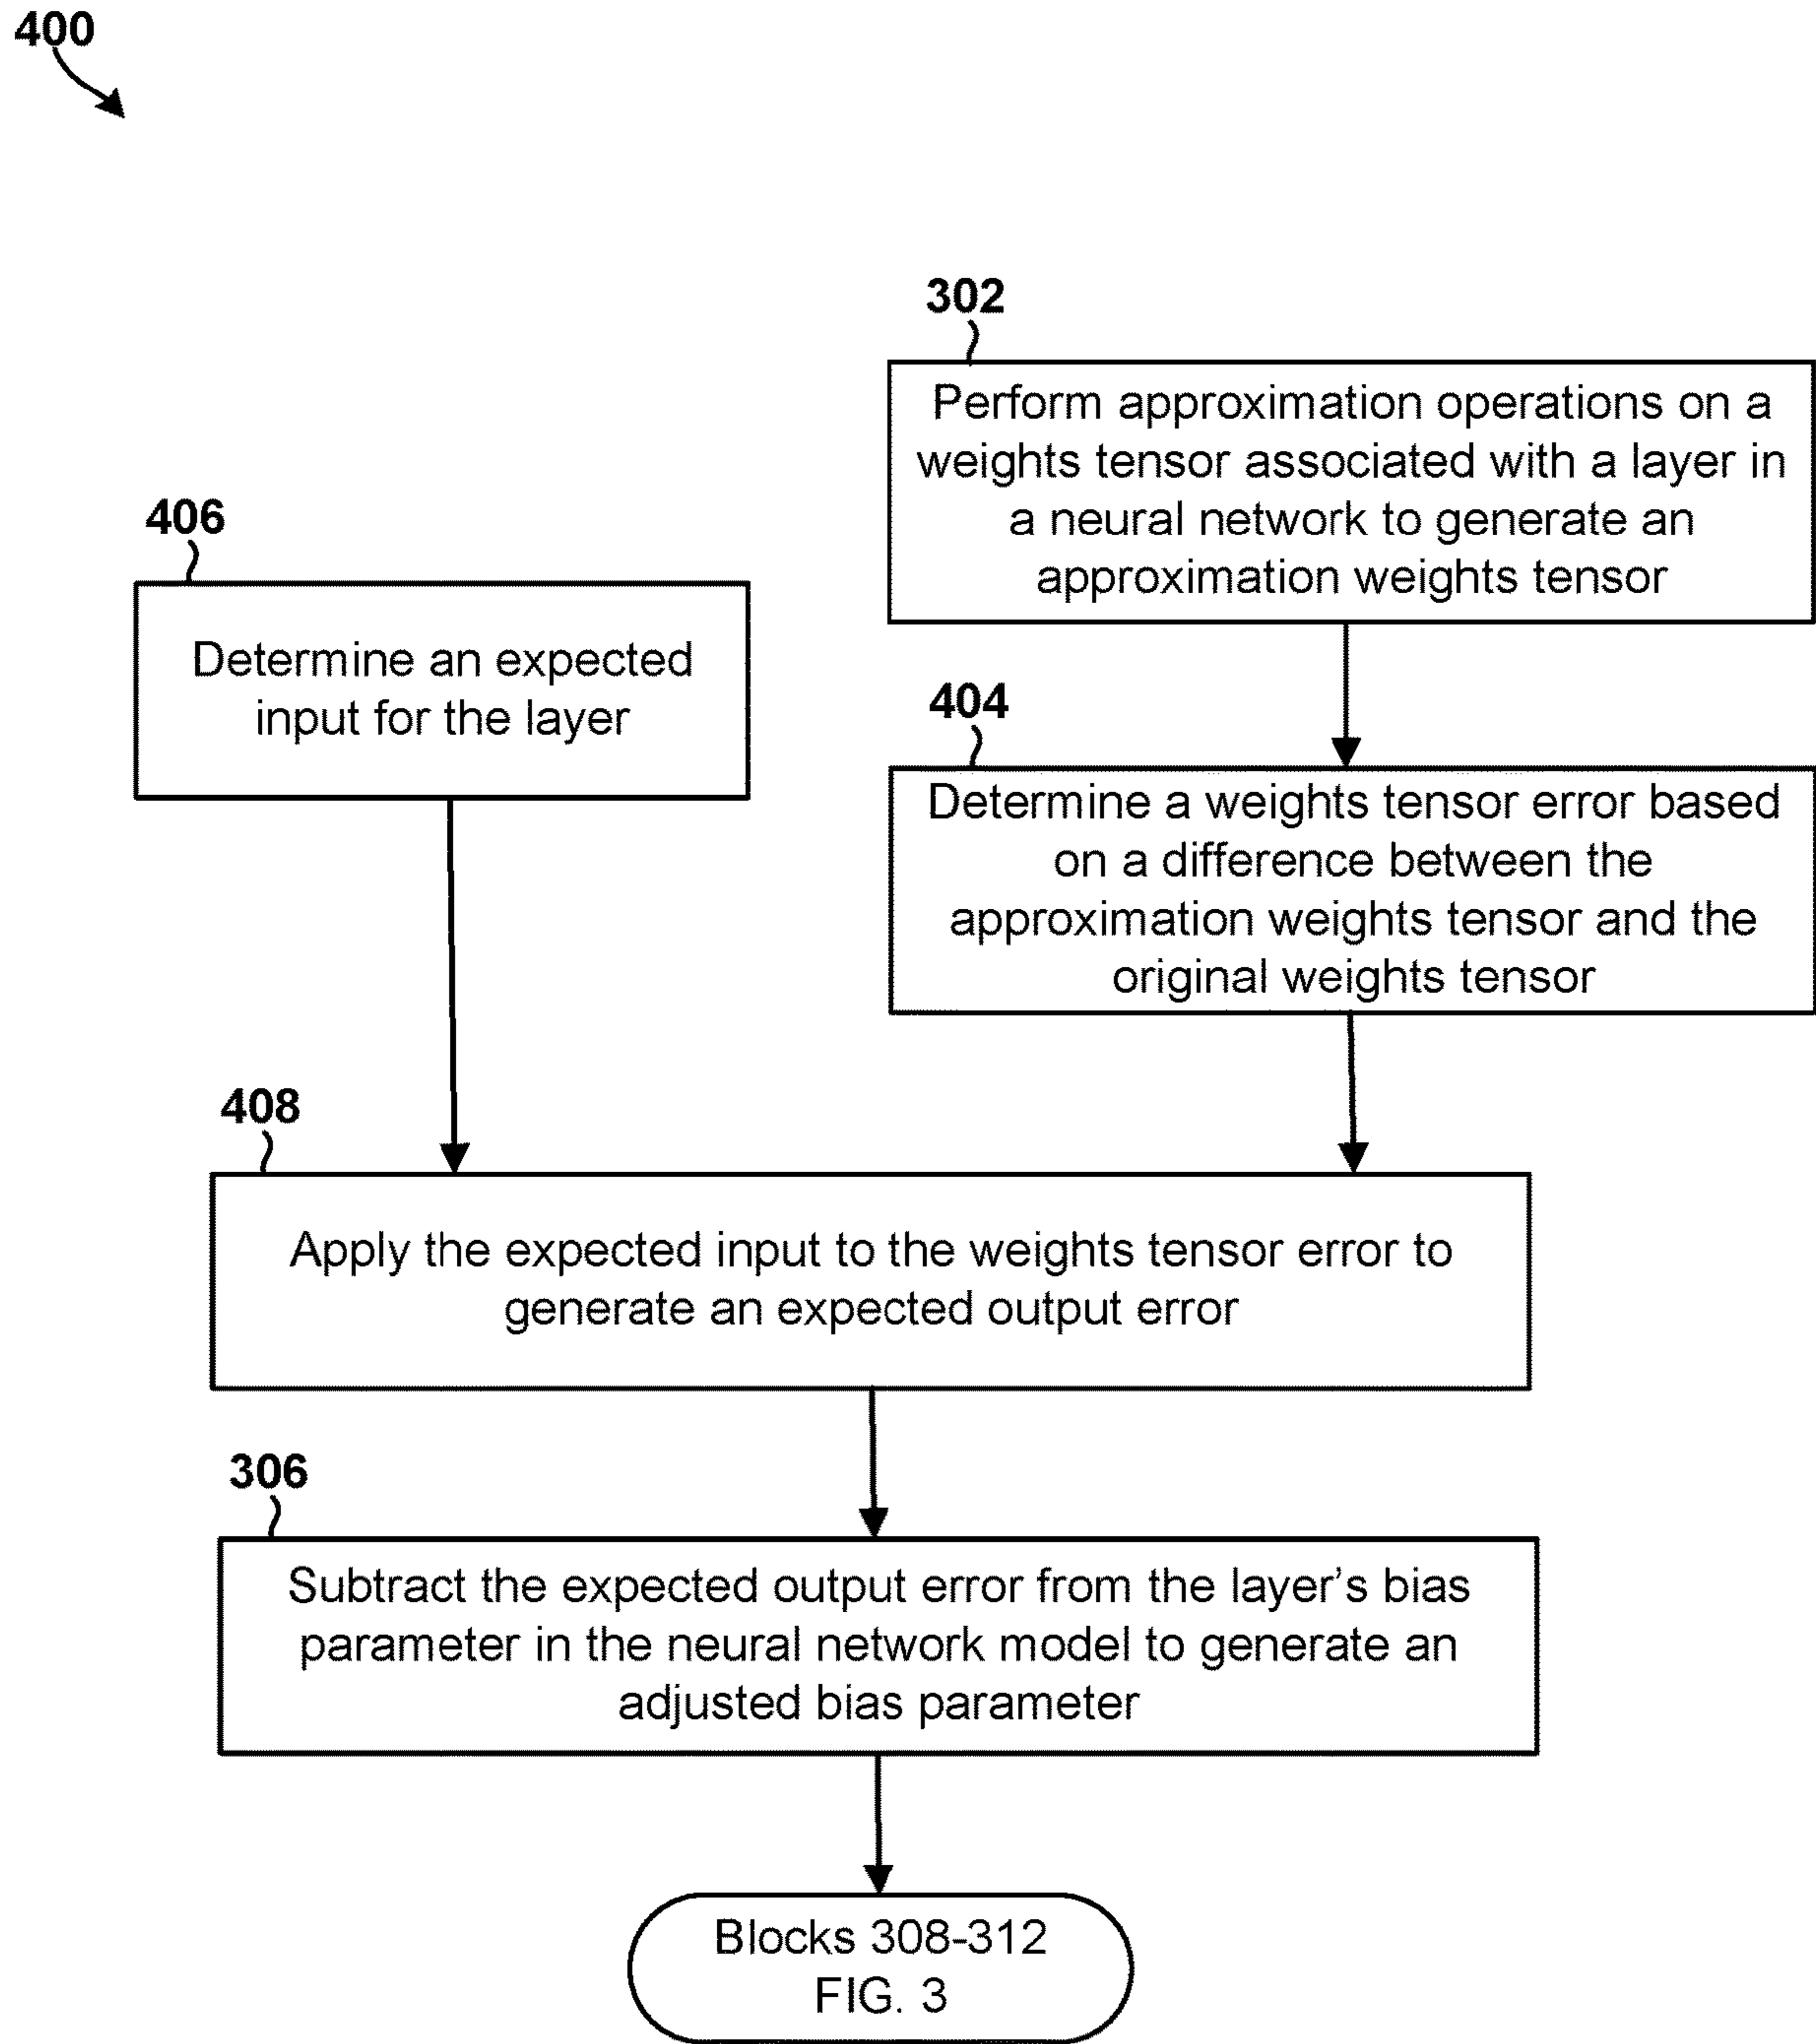 400
302
Perform approximation operations on a
weights tensor associated with a layer in
a neural network to generate an
approximation weights tensor
406
Determine an expected
input for the layer
404
Determine a weights tensor error based
on a difference between the
approximation weights tensor and the
original weights tensor
408
Apply the expected input to the weights tensor error to
generate an expected output error
306
Subtract the expected output error from the layer's bias
parameter in the neural network model to generate an
adjusted bias parameter
Blocks 308-312
FIG. 3